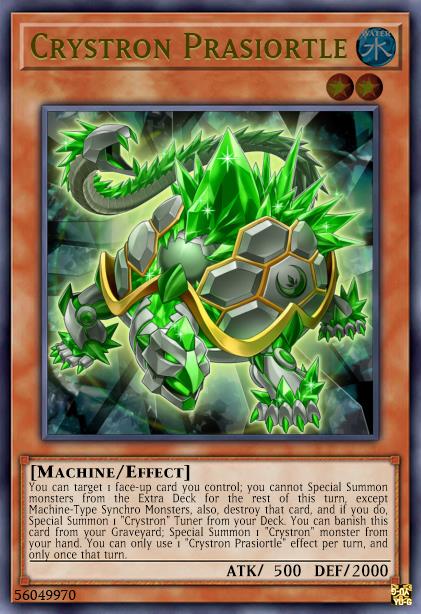 Crystron Prasiortle
WATER
水
[Machine/Effect]
You can target 1 face-up card you control; you cannot Special Summon
monsters from the Extra Deck for the rest of this turn, except
Machine-Type Synchro Monsters, also, destroy that card, and if you do,
Special Summon 1 "Crystron" Tuner from your Deck. You can banish this
card from your Graveyard; Special Summon 1 "Crystron" monster from
your hand. You can only use 1 "Crystron Prasiortle" effect per turn, and
only once that turn.
ATK/ 500 DEF/2000
56049970